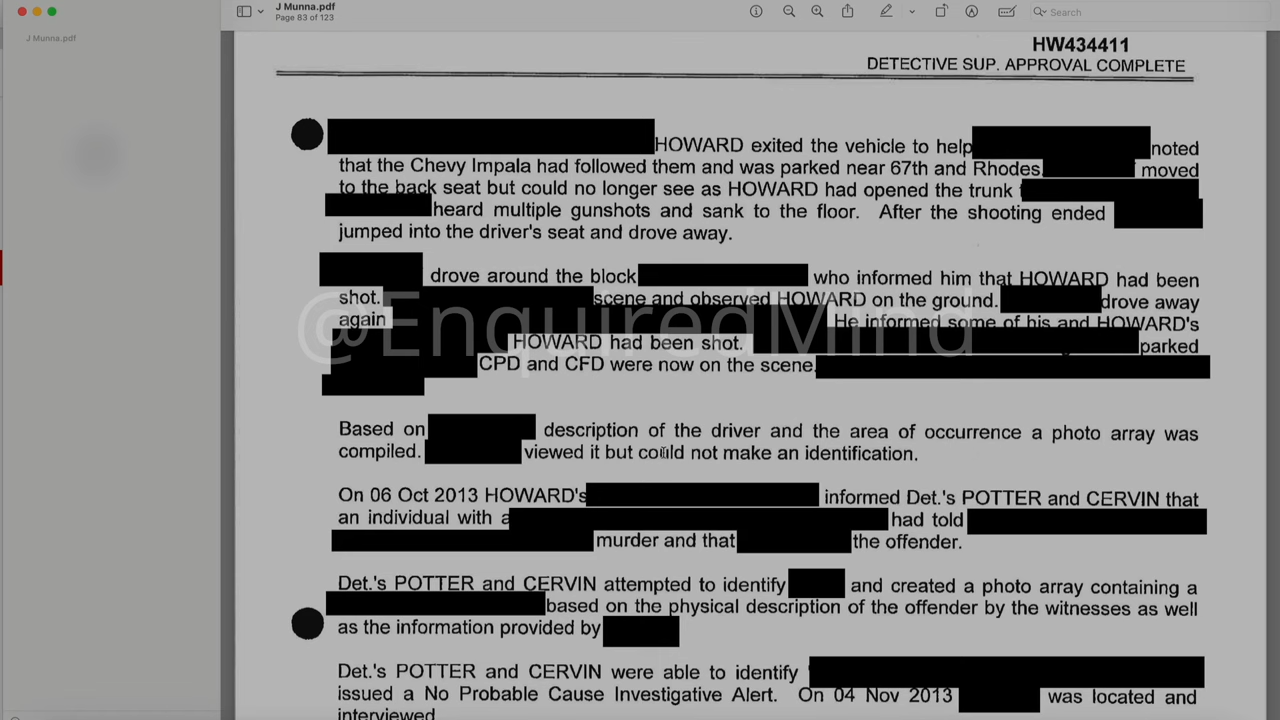 J Munna.pdf
Page 83 of 123
Search
J Munna.pdf
HW434411
DETECTIVE SUP. APPROVAL COMPLETE
HOWARD exited the vehicle to help noted
that the Chevy Impala had followed them and was parked near 67th and Rhodes. moved
to the back seat but could no longer see as HOWARD had opened the trunk
heard multiple gunshots and sank to the floor. After the shooting ended
jumped into the driver's seat and drove away.
drove around the block who informed him that HOWARD had been
shot. scene and observed HOWARD on the ground. drove away
again He informed some of his and HOWARD's
HOWARD had been shot. parked
CPD and CFD were now on the scene.
@EnquiredMind
Based on description of the driver and the area of occurrence a photo array was
compiled. viewed it but could not make an identification.
On 06 Oct 2013 HOWARD's informed Det.'s POTTER and CERVIN that
an individual with a had told
murder and that the offender.
Det.'s POTTER and CERVIN attempted to identify and created a photo array containing a
based on the physical description of the offender by the witnesses as well
as the information provided by
Det.'s POTTER and CERVIN were able to identify
issued a No Probable Cause Investigative Alert. On 04 Nov 2013 was located and
interviewed